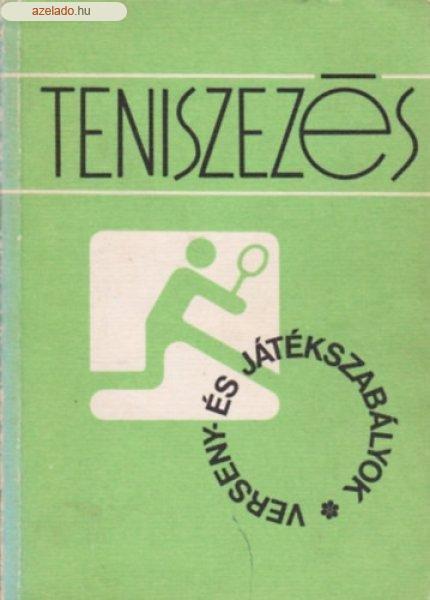 azelado.hu
TENISZEZéS
VERSENY- ÉS JÁTÉKSZABÁLYOK *